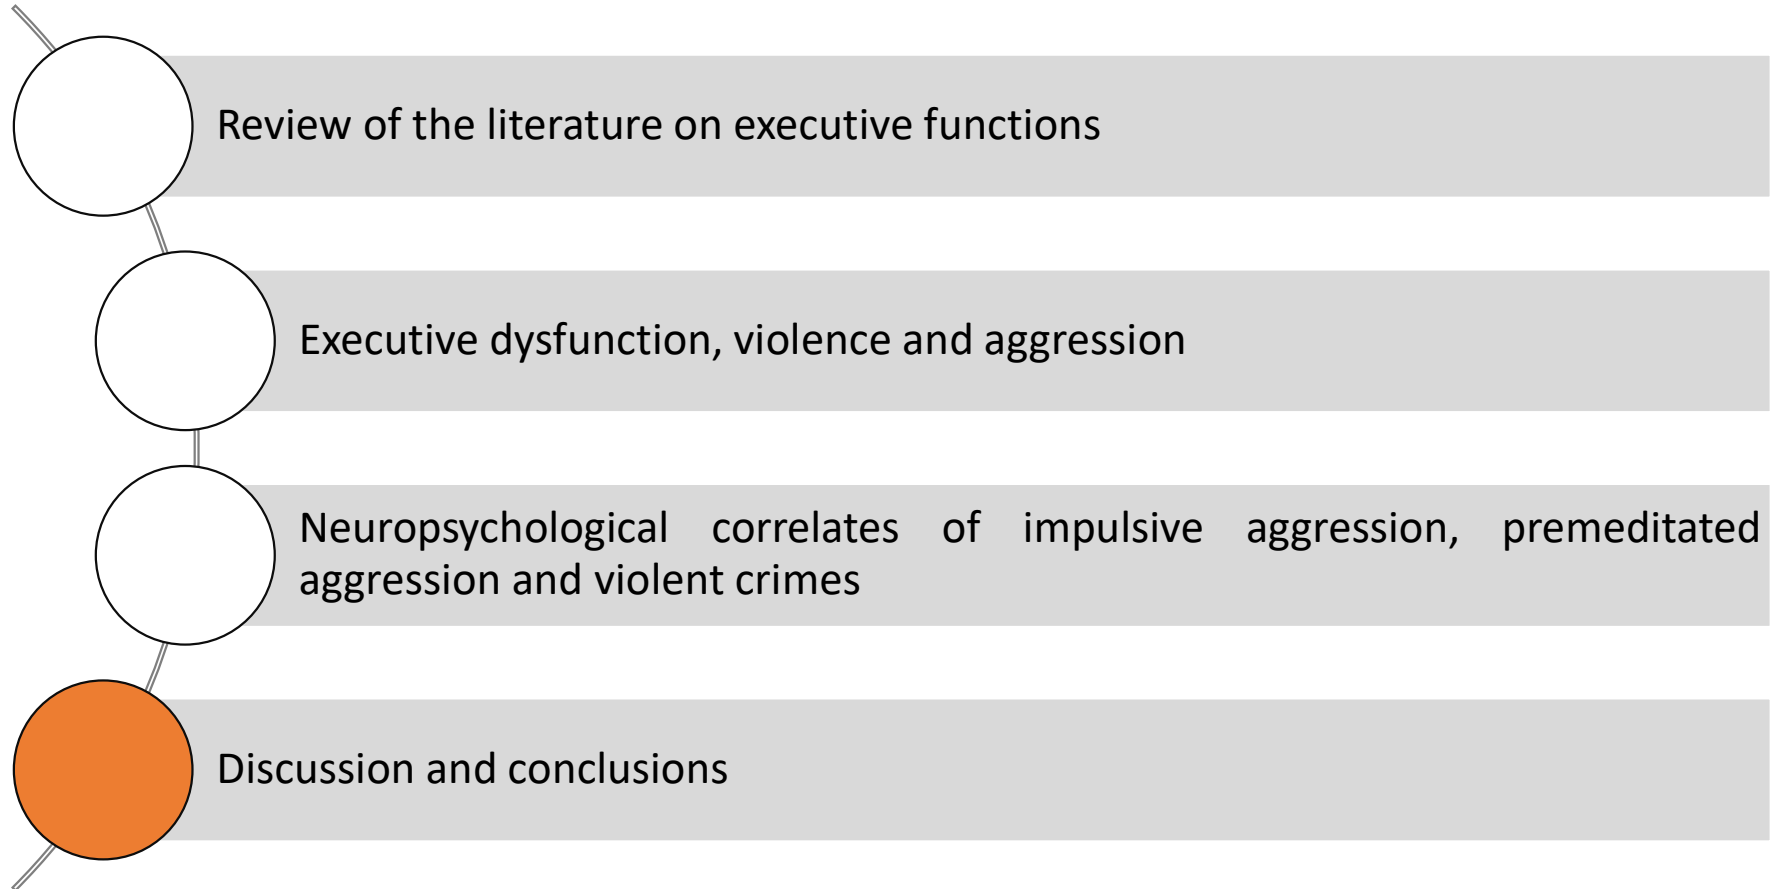 Review of the literature on executive functions
Executive dysfunction, violence and aggression
Neuropsychological correlates of impulsive aggression, premeditated
aggression and violent crimes
Discussion and conclusions